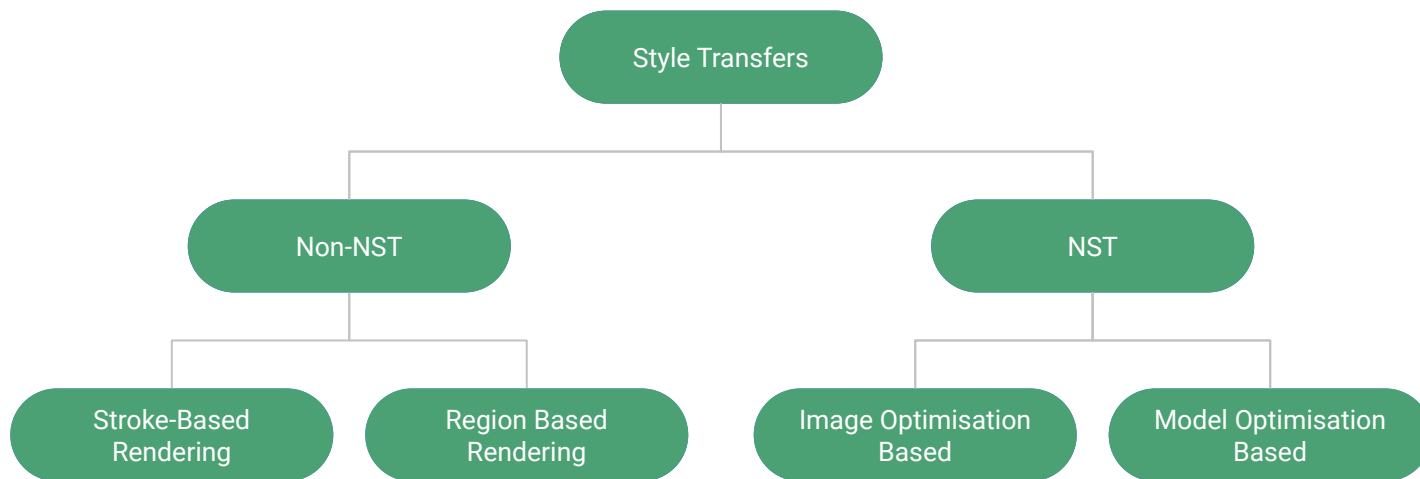 Style Transfers
Non-NST
NST
Stroke-Based
Rendering
Region Based
Rendering
Image Optimisation
Based
Model Optimisation
Based